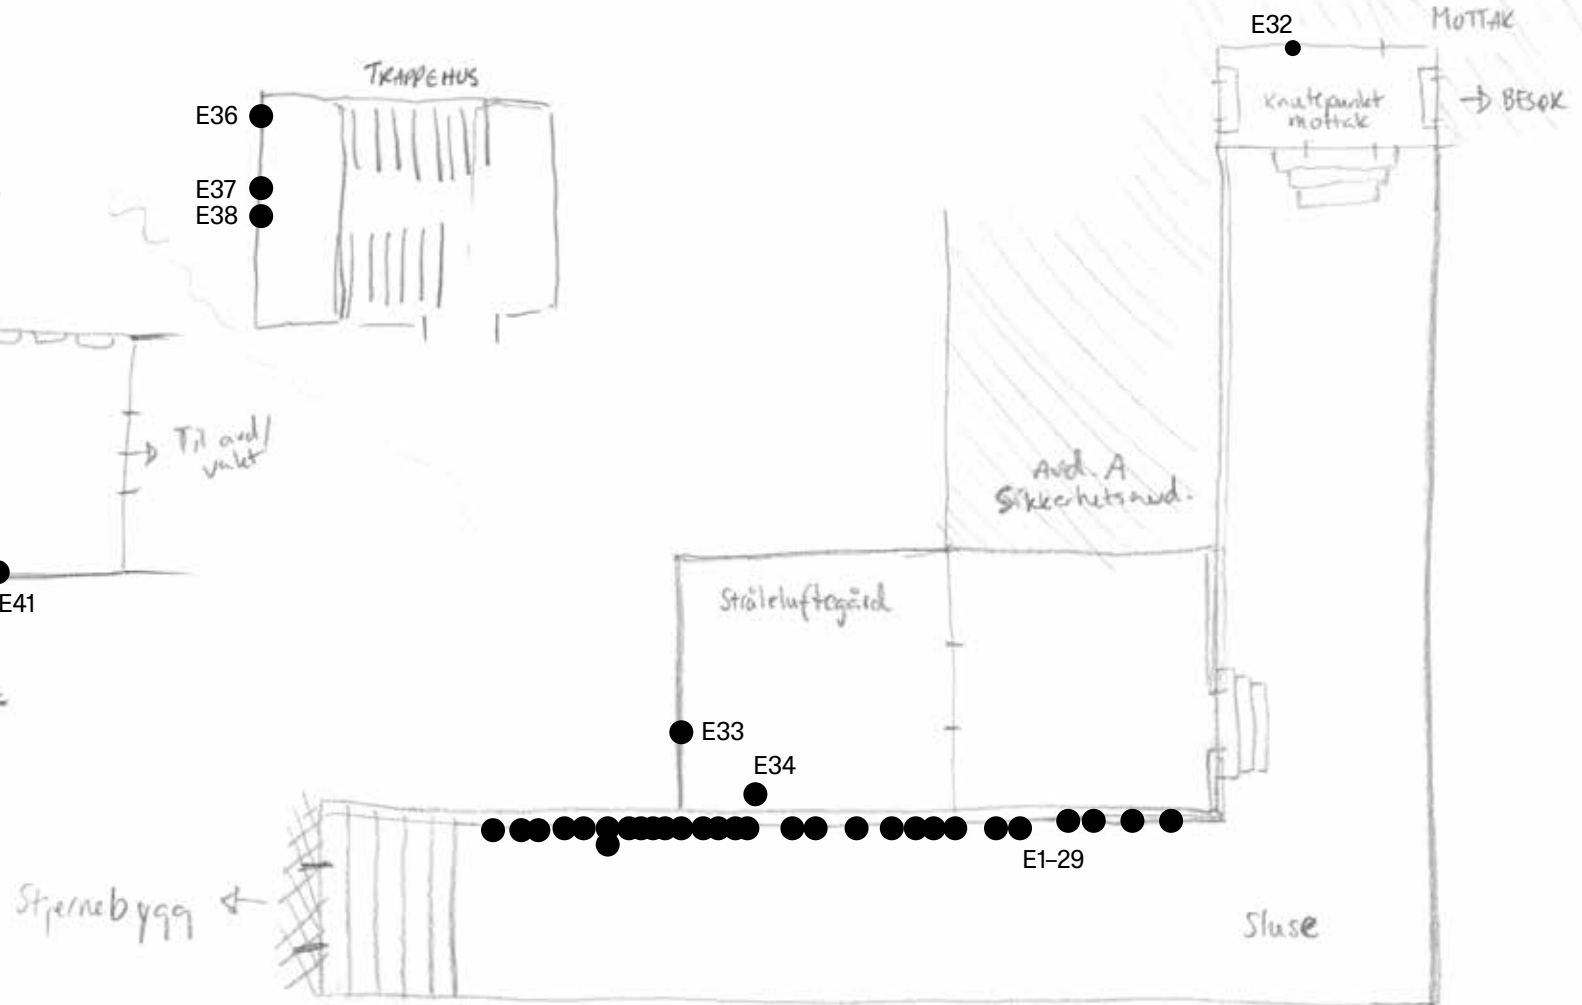 E32
MOTTAK
TRAPPEHUS
Knutepunkt
mottak
→ BESØK
E36
E37
E38
Til avd/
vakt
Avd. A
Sikkerhetsavd.
E41
Stråleluftegård
E33
E34
E1–29
Stjernebygg
Sluse